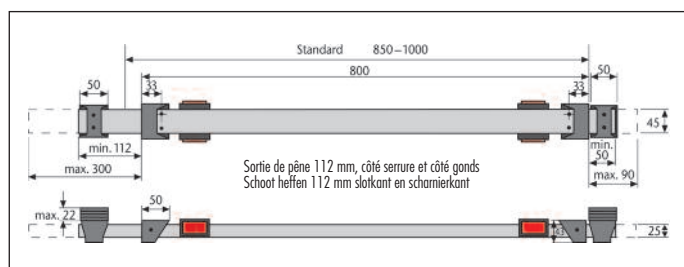 Standard 850–1000
800
50
33
33
50
45
min. 112
min.
50
max. 300
max. 90
Sortie de pêne 112 mm, côté serrure et côté gonds
Schoot heffen 112 mm slotkant en scharnierkant
50
max. 22
43
25